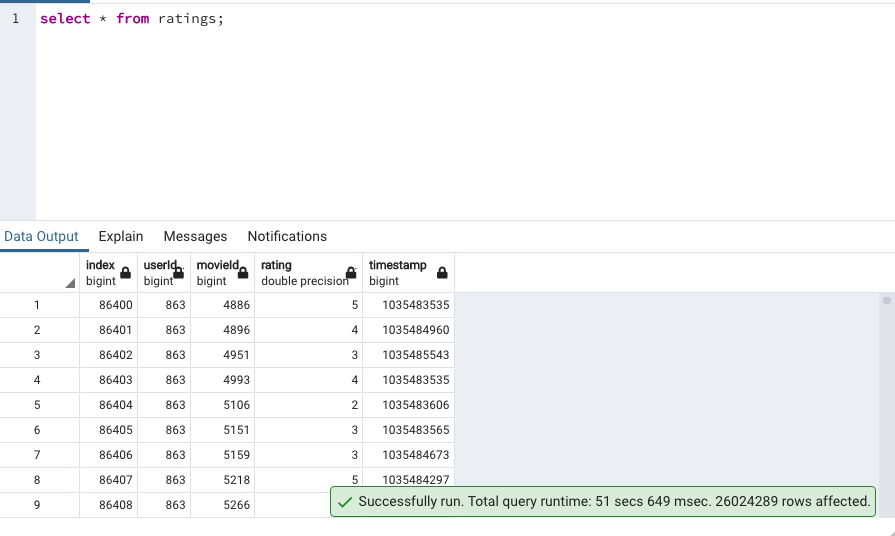 1 select * from ratings;
Data Output Explain Messages Notifications
index userId movieId rating timestamp
bigint bigint bigint double precision bigint
1 86400 863 4886 5 1035483535
2 86401 863 4896 4 1035484960
3 86402 863 4951 3 1035485543
4 86403 863 4993 4 1035483535
5 86404 863 5106 2 1035483606
6 86405 863 5151 3 1035483565
7 86406 863 5159 3 1035484673
8 86407 863 5218 5 1035484297
9 86408 863 5266
Successfully run. Total query runtime: 51 secs 649 msec. 26024289 rows affected.